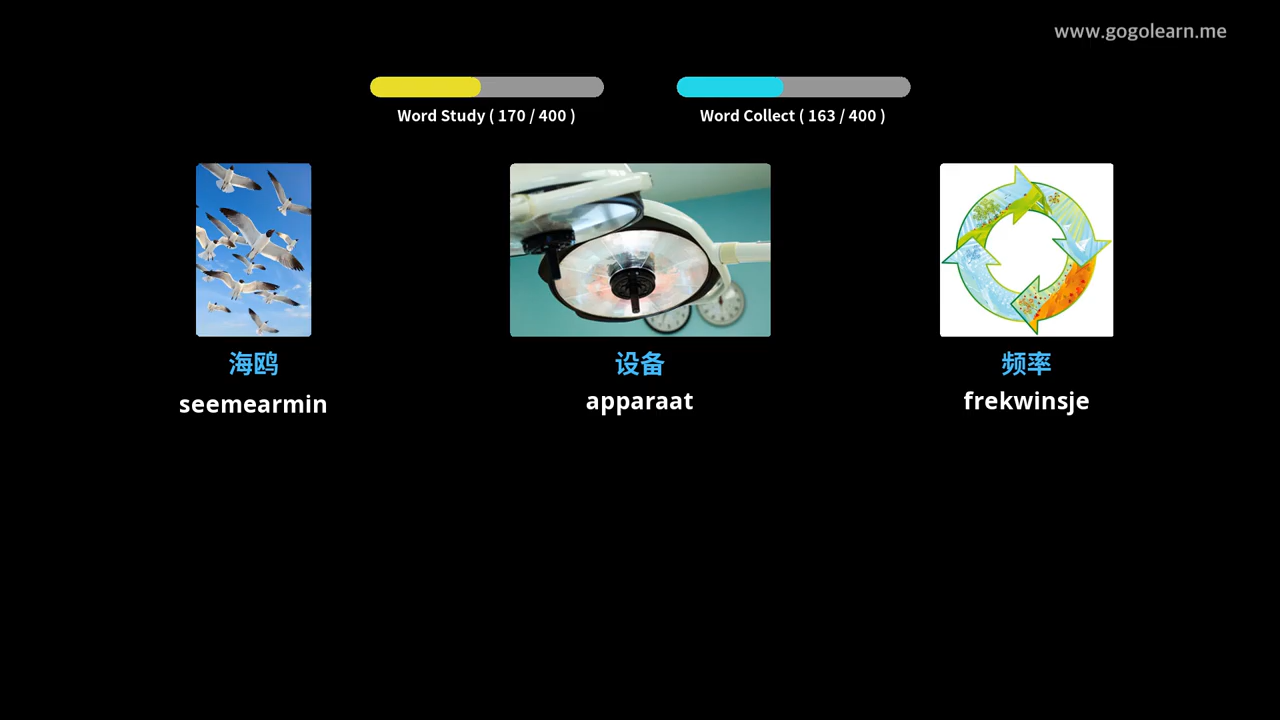 www.gogolearn.me
Word Study ( 170 / 400 )
Word Collect ( 163 / 400 )
海鸥
设备
频率
seemearmin
apparaat
frekwinsje